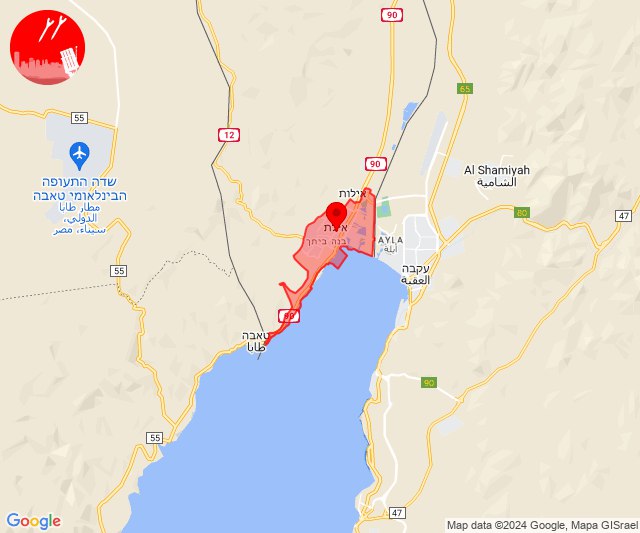 90
55
65
12
90
שדה התעופה
הבינלאומי טאבה
مطار طابا
الدولي،
سيناء، مصر
Al Shamiyah
الشامية
אילות
80
47
אילת
שבנה ביתך
AYLA
أيلة
עקבה
العقبة
55
90
טאבה
طابا
90
55
47
Google
Map data ©2024 Google, Mapa GISrael